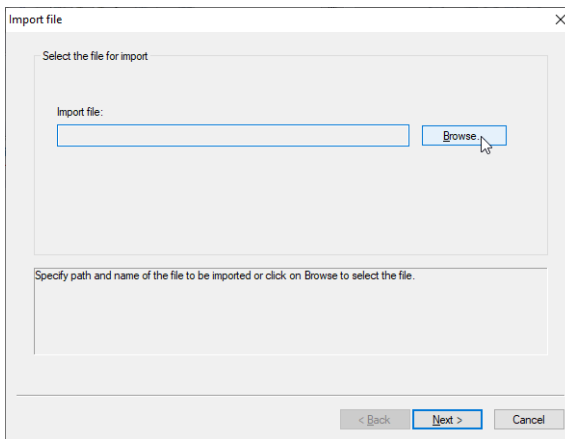 Import file
Select the file for import
Import file:
Browse...
Specify path and name of the file to be imported or click on Browse to select the file.
< Back
Next >
Cancel